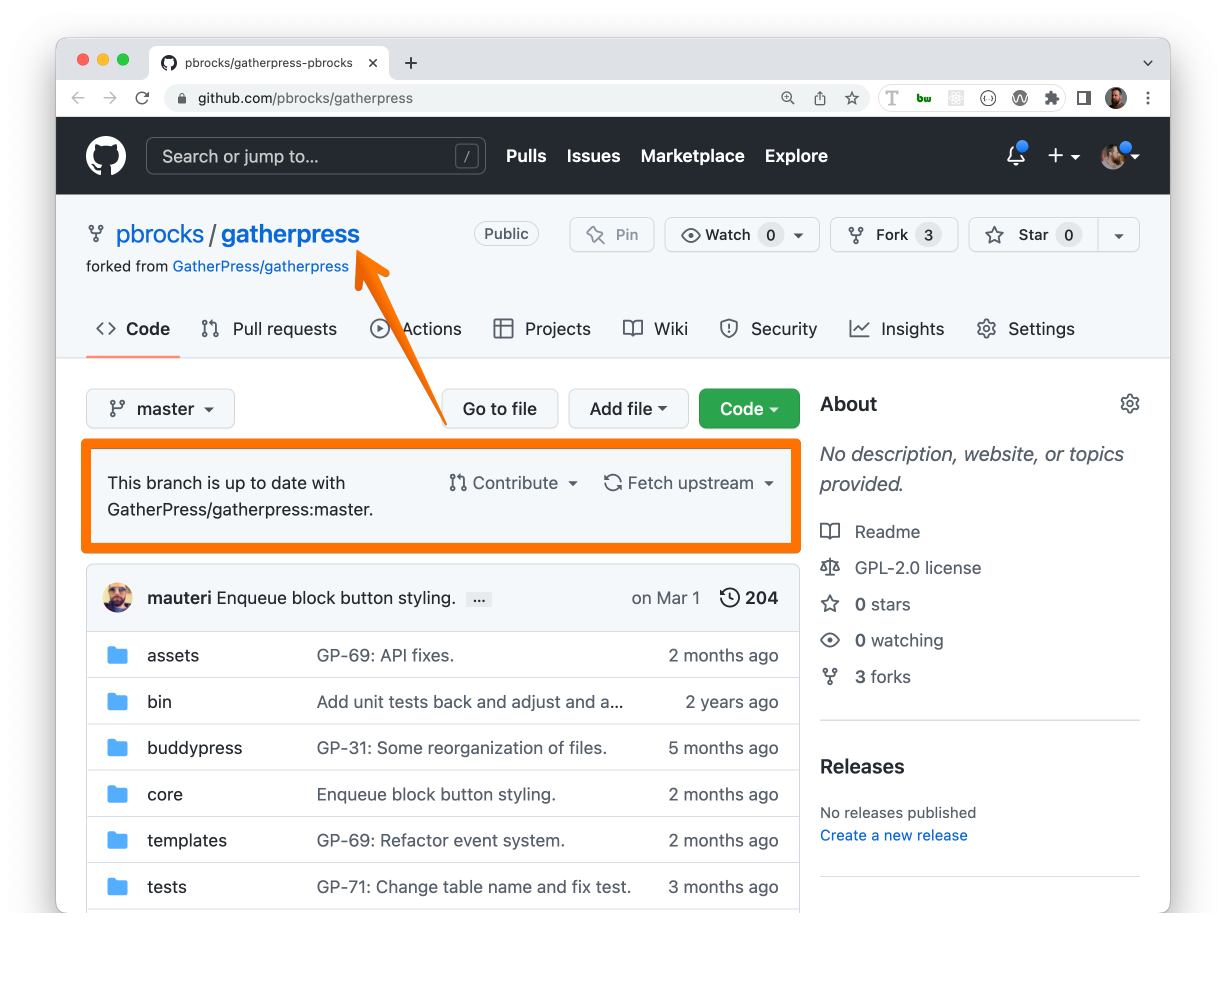 pbrocks/gatherpress-pbrocks
github.com/pbrocks/gatherpress
T bw W
Search or jump to... /
Pulls Issues Marketplace Explore
pbrocks / gatherpress
Public
Pin
Watch 0
Fork 3
Star 0
forked from GatherPress/gatherpress
Code Pull requests Actions Projects Wiki Security Insights Settings
master
Go to file
Add file
Code
This branch is up to date with
GatherPress/gatherpress:master.
Contribute
Fetch upstream
mauteri Enqueue block button styling. ... on Mar 1 204
assets GP-69: API fixes. 2 months ago
bin Add unit tests back and adjust and a... 2 years ago
buddypress GP-31: Some reorganization of files. 5 months ago
core Enqueue block button styling. 2 months ago
templates GP-69: Refactor event system. 2 months ago
tests GP-71: Change table name and fix test. 3 months ago
About
No description, website, or topics
provided.
Readme
GPL-2.0 license
0 stars
0 watching
3 forks
Releases
No releases published
Create a new release